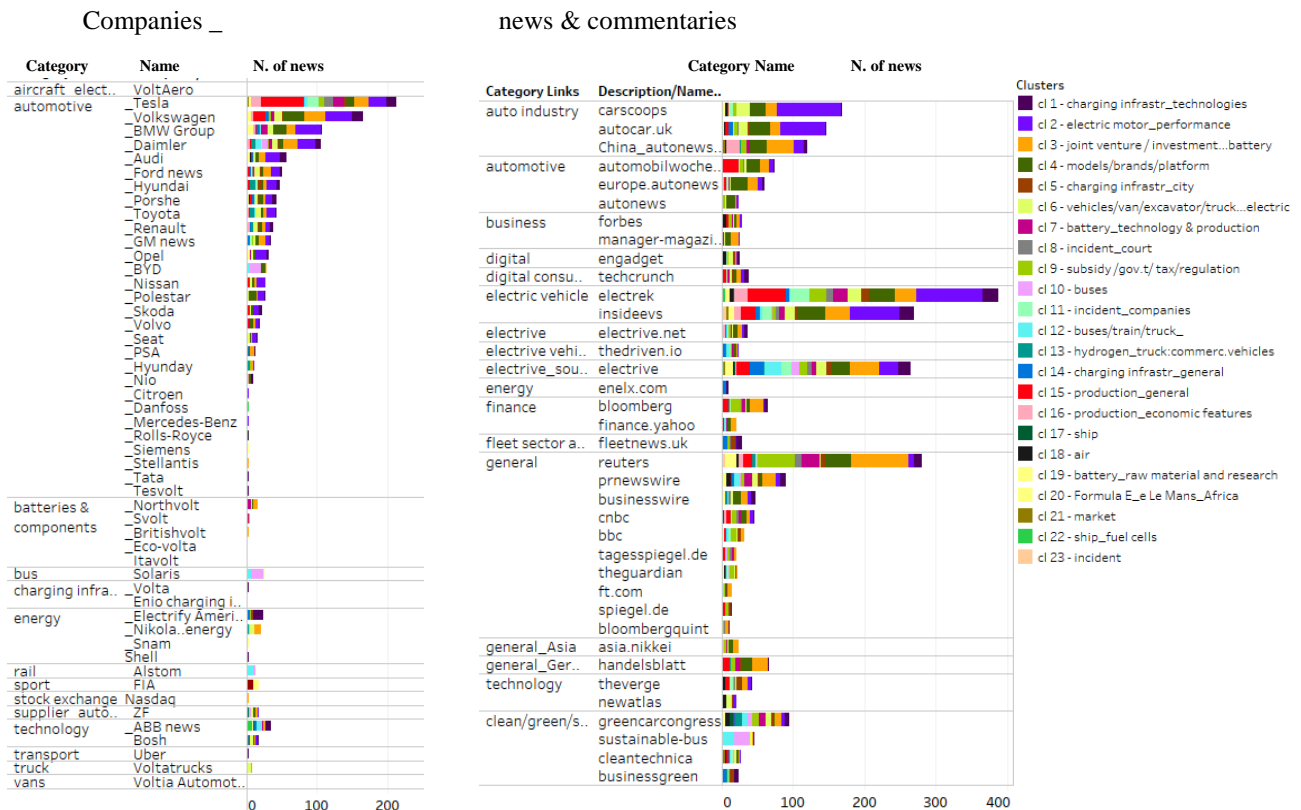 Companies _
news & commentaries
Category Name N. of news
aircraft elect.. VoltAero
automotive _Tesla
_Volkswagen
_BMW Group
_Daimler
_Audi
_Ford news
_Hyundai
_Porshe
_Toyota
_Renault
_GM news
_Opel
_BYD
_Nissan
_Polestar
_Skoda
_Volvo
_Seat
_PSA
_Hyunday
_Nio
_Citroen
_Danfoss
_Mercedes-Benz
_Rolls-Royce
_Siemens
_Stellantis
_Tata
_Tesvolt
batteries & components _Northvolt
_Svolt
_Britishvolt
_Eco-volta
Itavolt
bus Solaris
charging infra.. _Volta
Enio charging i..
energy _Electrify Ameri..
_Nikola..energy
_Snam
Shell
rail Alstom
sport FIA
stock exchange Nasdaq
supplier_auto.. ZF
technology _ABB news
Bosh
transport Uber
truck Voltatrucks
vans Voltia Automot..
0 100 200
Category Name N. of news
Category Links Description/Name..
auto industry carscoops
autocar.uk
China_autonews..
automotive automobilwoche..
europe.autonews
autonews
business forbes
manager-magazi..
digital engadget
digital consu.. techcrunch
electric vehicle electrek
insideevs
electrive electrive.net
electrive vehi.. thedriven.io
electrive_sou.. electrive
energy enelx.com
finance bloomberg
finance.yahoo
fleet sector a.. fleetnews.uk
general reuters
prnewswire
businesswire
cnbc
bbc
tagesspiegel.de
theguardian
ft.com
spiegel.de
bloombergquint
general_Asia asia.nikkei
general_Ger.. handelsblatt
technology theverge
newatlas
clean/green/s.. greencarcongress
sustainable-bus
cleantechnica
businessgreen
0 100 200 300 400
Clusters
cl 1 - charging infrastr_technologies
cl 2 - electric motor_performance
cl 3 - joint venture / investment...battery
cl 4 - models/brands/platform
cl 5 - charging infrastr_city
cl 6 - vehicles/van/excavator/truck...electric
cl 7 - battery_technology & production
cl 8 - incident_court
cl 9 - subsidy /gov.t/ tax/regulation
cl 10 - buses
cl 11 - incident_companies
cl 12 - buses/train/truck_
cl 13 - hydrogen_truck:commerc.vehicles
cl 14 - charging infrastr_general
cl 15 - production_general
cl 16 - production_economic features
cl 17 - ship
cl 18 - air
cl 19 - battery_raw material and research
cl 20 - Formula E_e Le Mans_Africa
cl 21 - market
cl 22 - ship_fuel cells
cl 23 - incident